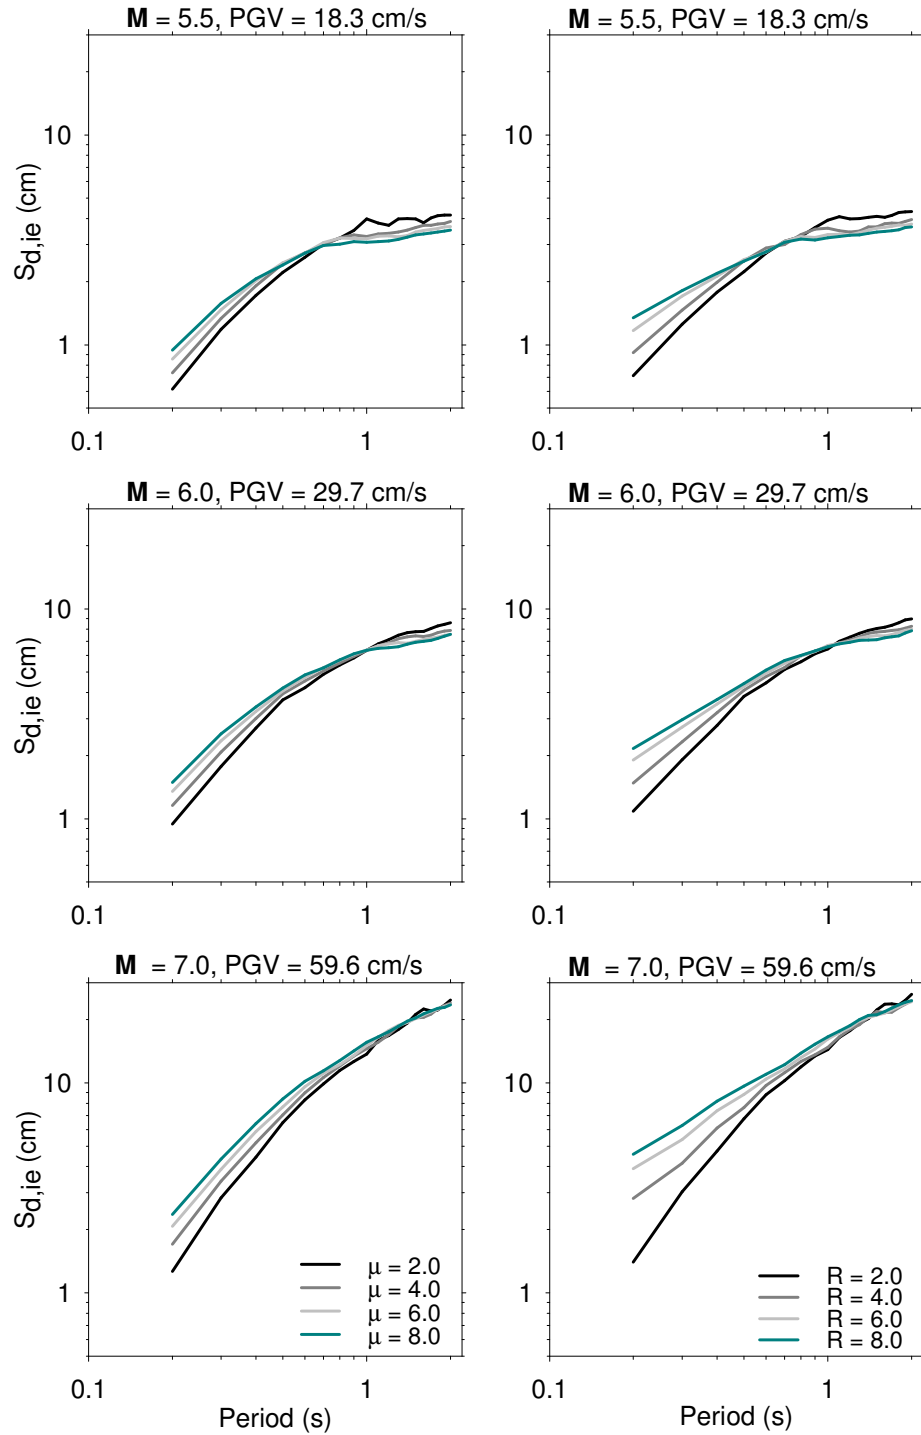 M = 5.5, PGV = 18.3 cm/s
10
1
S_d,ie (cm)
0.1
1
M = 5.5, PGV = 18.3 cm/s
10
1
0.1
1
M = 6.0, PGV = 29.7 cm/s
10
1
S_d,ie (cm)
0.1
1
M = 6.0, PGV = 29.7 cm/s
10
1
0.1
1
M = 7.0, PGV = 59.6 cm/s
10
1
S_d,ie (cm)
μ = 2.0
μ = 4.0
μ = 6.0
μ = 8.0
0.1
1
Period (s)
M = 7.0, PGV = 59.6 cm/s
10
1
R = 2.0
R = 4.0
R = 6.0
R = 8.0
0.1
1
Period (s)